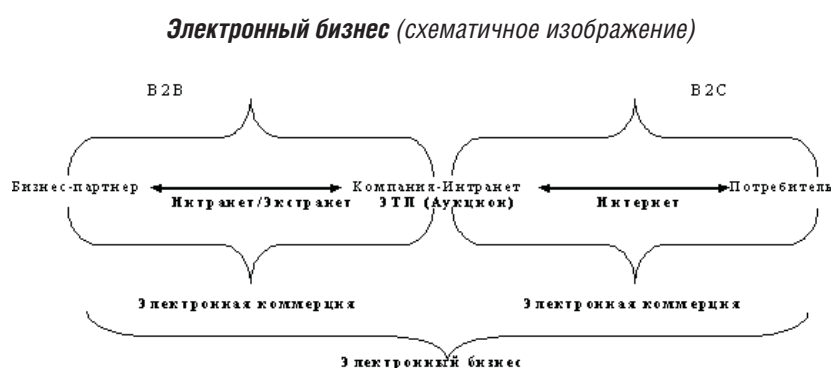 Электронный бизнес (схематичное изображение)
B2B B2C
Бизнес-партнер Компания-Интранет Потребитель
Интранет/Экстранет ЭТП (Аукцион) Интернет
Электронная коммерция Электронная коммерция
Электронный бизнес